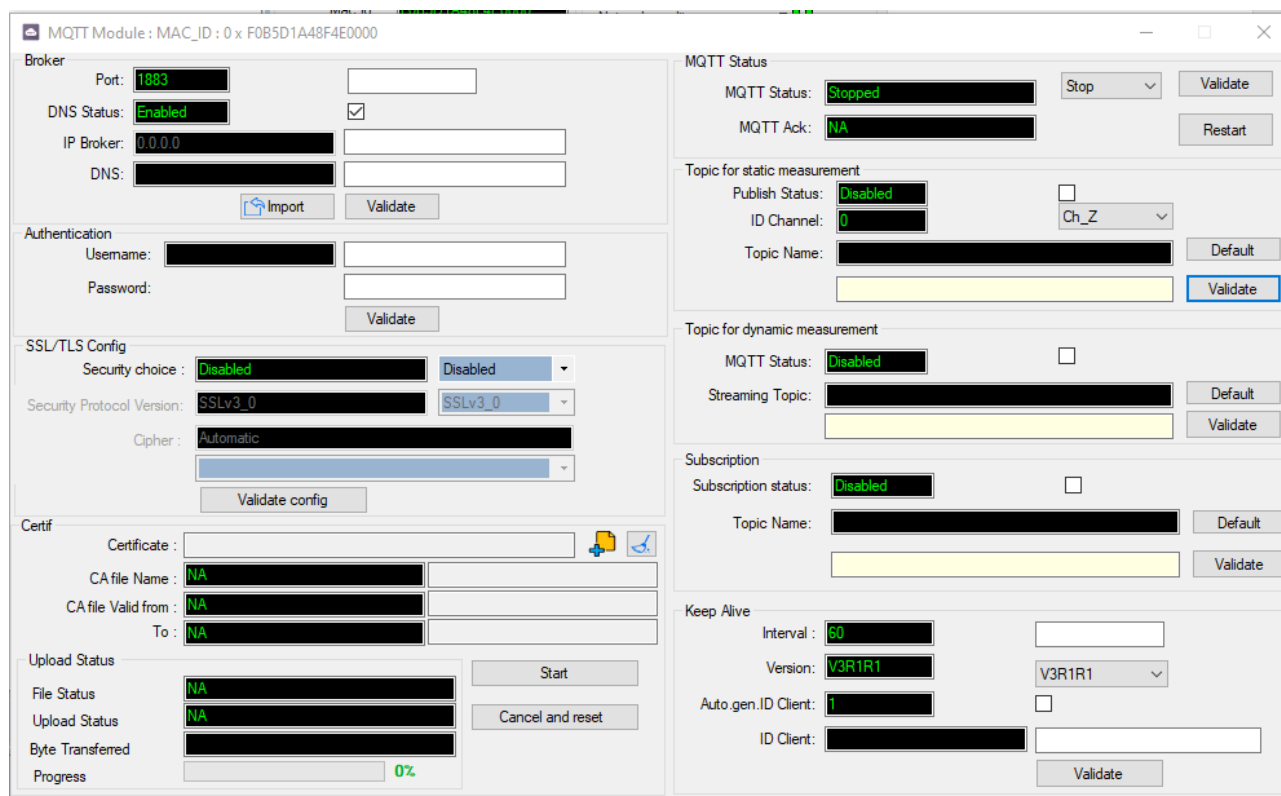 MQTT Module : MAC_ID : 0 x F0B5D1A48F4E0000
Broker
Port: 1883
DNS Status: Enabled
IP Broker: 0.0.0.0
DNS:
Import Validate
Authentication
Username:
Password:
Validate
SSL/TLS Config
Security choice : Disabled Disabled
Security Protocol Version: SSLv3_0 SSLv3_0
Cipher : Automatic
Validate config
Certif
Certificate :
CA file Name : NA
CA file Valid from : NA
To : NA
Upload Status
File Status NA
Upload Status NA
Byte Transferred
Progress 0%
Start
Cancel and reset
MQTT Status
MQTT Status: Stopped Stop Validate
MQTT Ack: NA Restart
Topic for static measurement
Publish Status: Disabled
ID Channel: 0 Ch_Z
Topic Name: Default
Validate
Topic for dynamic measurement
MQTT Status: Disabled
Streaming Topic: Default
Validate
Subscription
Subscription status: Disabled
Topic Name: Default
Validate
Keep Alive
Interval : 60
Version: V3R1R1 V3R1R1
Auto.gen.ID Client: 1
ID Client:
Validate